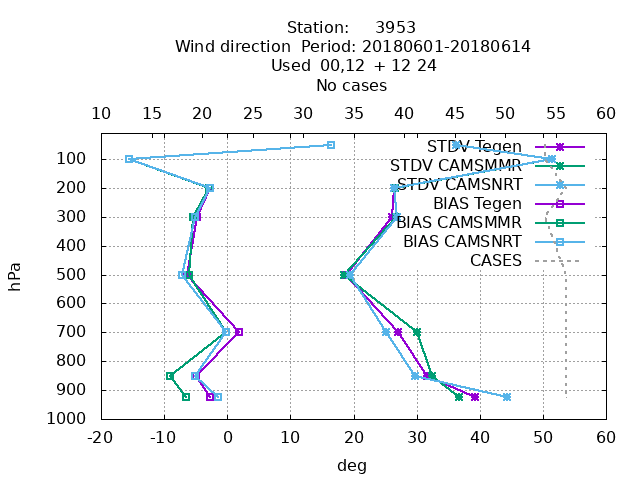 Station: 3953
Wind direction Period: 20180601-20180614
Used 00,12 + 12 24
No cases
10 15 20 25 30 35 40 45 50 55 60
STDV Tegen
100
STDV CAMSMMR
STDV CAMSNRT
200
BIAS Tegen
300
BIAS CAMSMMR
BIAS CAMSNRT
400
CASES
500
600
700
800
900
1000
hPa
-20 -10 0 10 20 30 40 50 60
deg